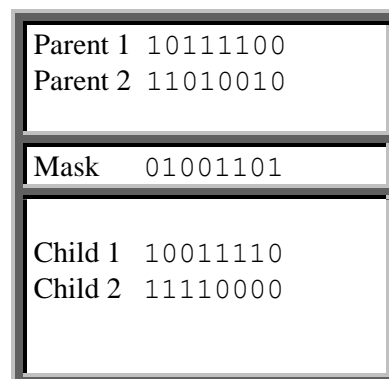 Parent 1 10111100
Parent 2 11010010
Mask 01001101
Child 1 10011110
Child 2 11110000